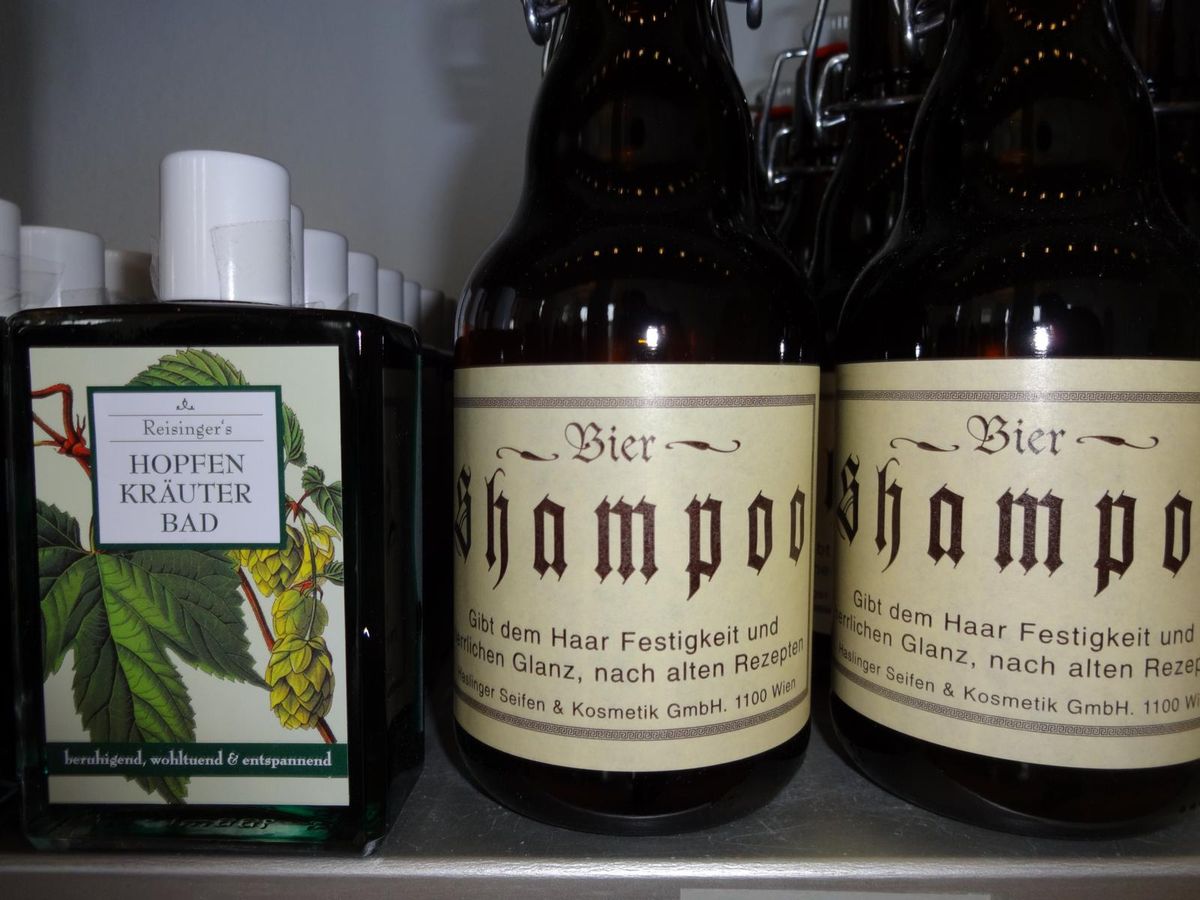 Reisinger's
HOPFEN
KRÄUTER
BAD
beruhigend, wohltuend & entspannend
Bier
Shampoo
Gibt dem Haar Festigkeit und
errlichen Glanz, nach alten Rezepten
Haslinger Seifen & Kosmetik GmbH. 1100 Wien
Bier
Shampo
Gibt dem Haar Festigkeit und
errlichen Glanz, nach alten Rezep
Haslinger Seifen & Kosmetik GmbH. 1100 Wi